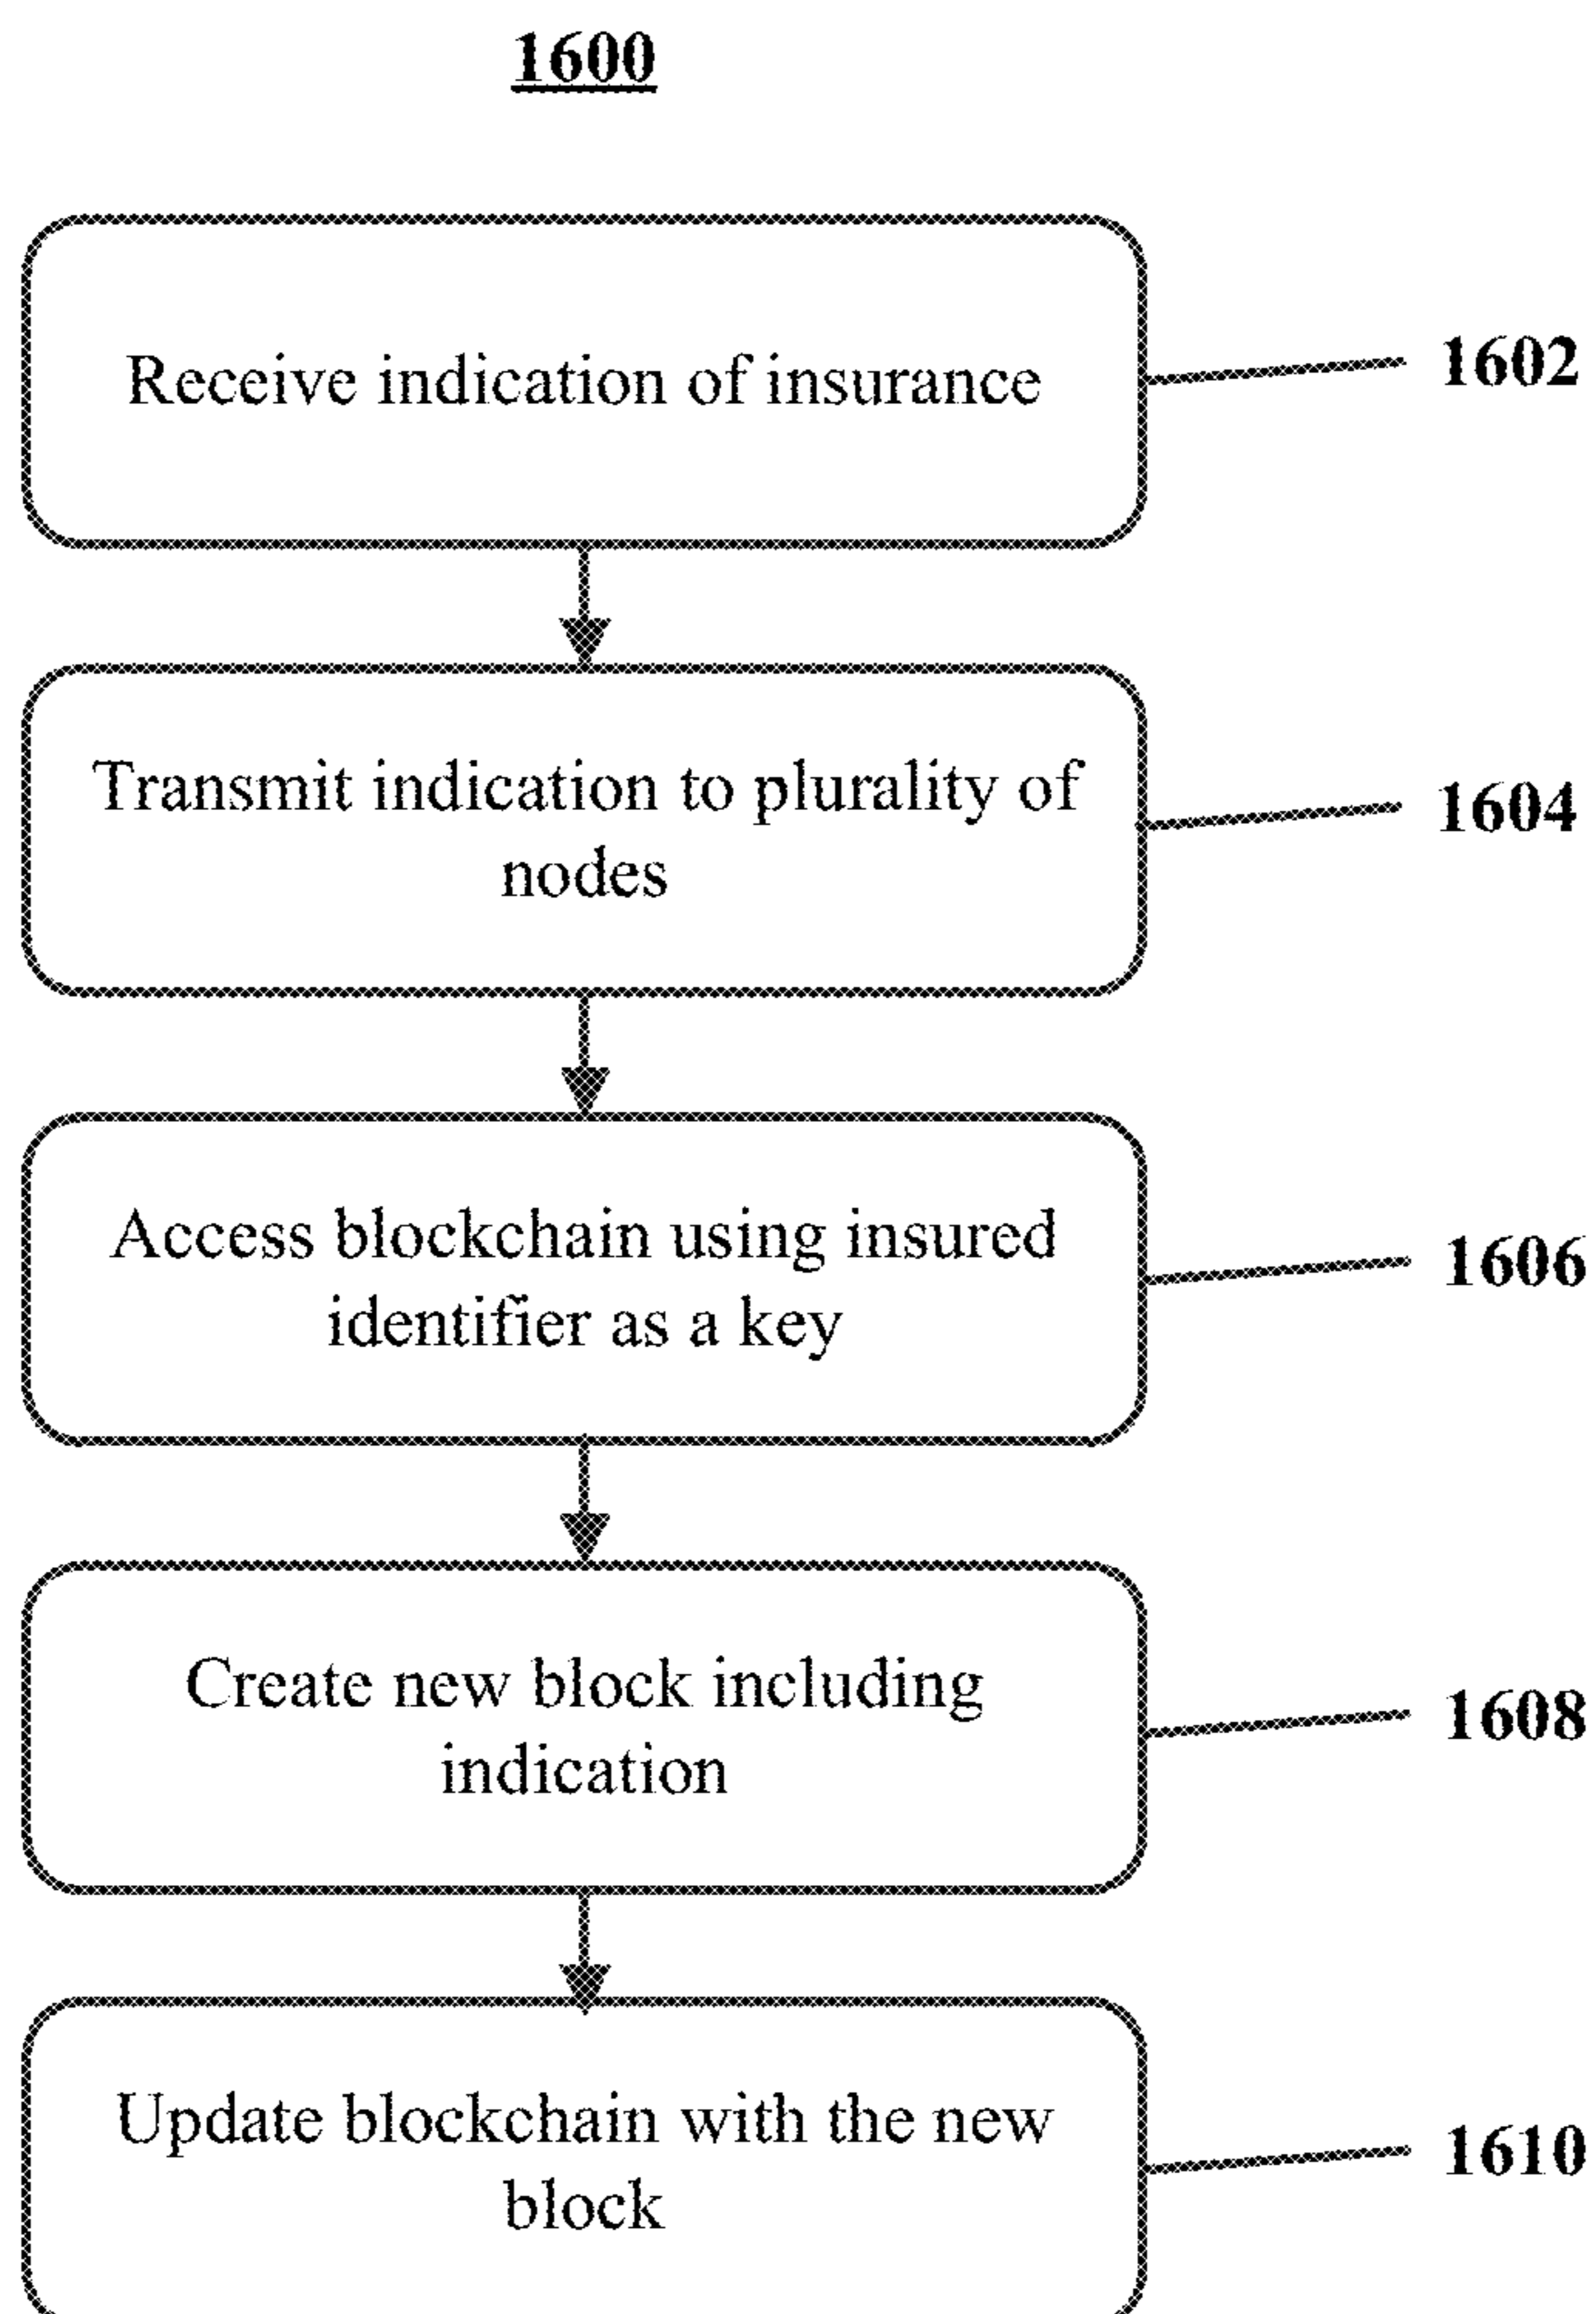 1600
Receive indication of insurance
1602
Transmit indication to plurality of
nodes
1604
Access blockchain using insured
identifier as a key
1606
Create new block including
indication
1608
Update blockchain with the new
block
1610